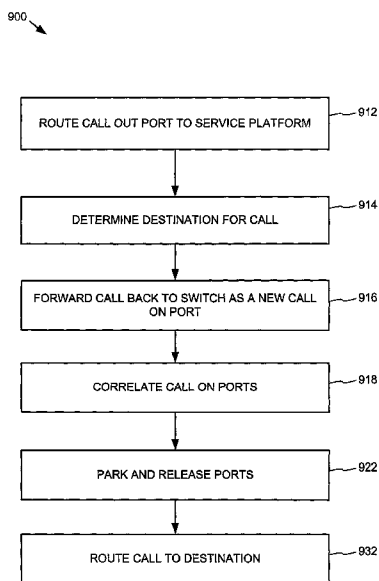 900
ROUTE CALL OUT PORT TO SERVICE PLATFORM
912
DETERMINE DESTINATION FOR CALL
914
FORWARD CALL BACK TO SWITCH AS A NEW CALL
ON PORT
916
CORRELATE CALL ON PORTS
918
PARK AND RELEASE PORTS
922
ROUTE CALL TO DESTINATION
932